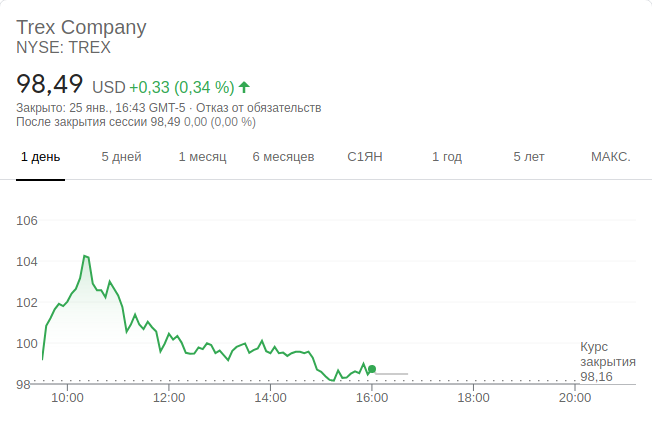 Trex Company
NYSE: TREX
98,49 USD +0,33 (0,34 %)
Закрыто: 25 янв., 16:43 GMT-5 · Отказ от обязательств
После закрытия сессии 98,49 0,00 (0,00 %)
1 день 5 дней 1 месяц 6 месяцев С1ЯН 1 год 5 лет МАКС.
106
104
102
100
98
Курс
закрытия
98,16
10:00 12:00 14:00 16:00 18:00 20:00